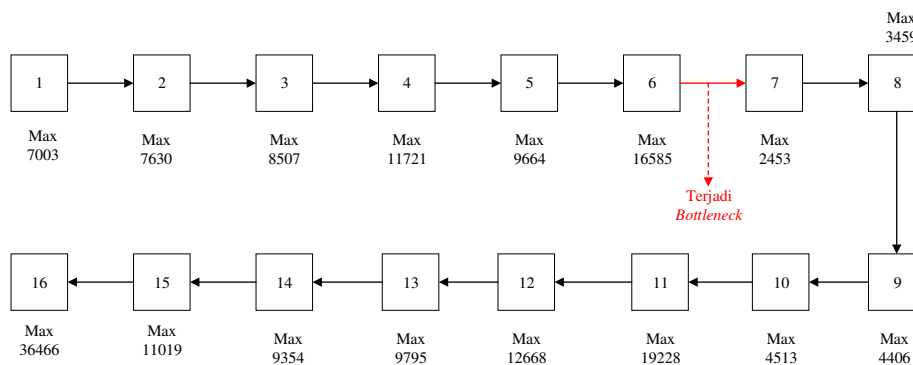 Max
3459
1
2
3
4
5
6
7
8
Max
7003
Max
7630
Max
8507
Max
11721
Max
9664
Max
16585
Max
2453
Terjadi
Bottleneck
16
15
14
13
12
11
10
9
Max
36466
Max
11019
Max
9354
Max
9795
Max
12668
Max
19228
Max
4513
Max
4406